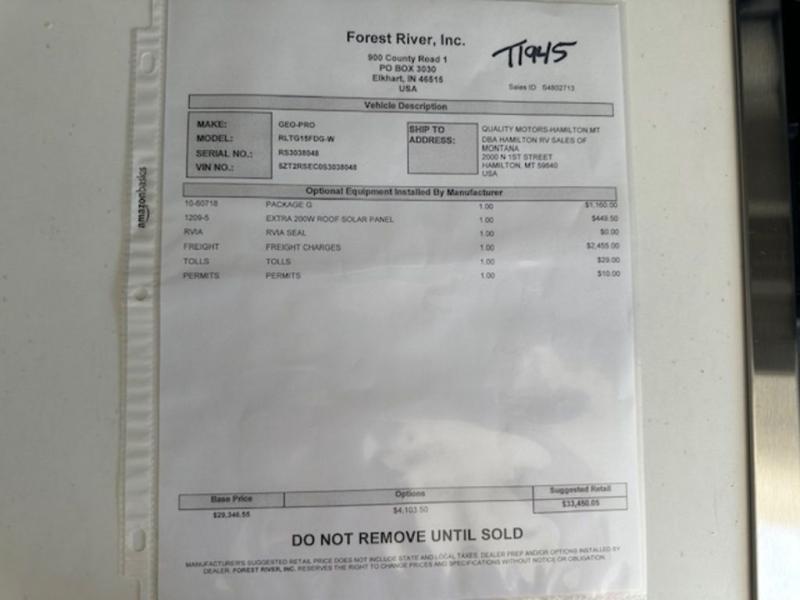 Forest River, Inc.
T1945
900 County Road 1
PO BOX 3030
Elkhart, IN 46515
USA
Sales ID S4802713
Vehicle Description
MAKE: GEO-PRO
MODEL: RLTG15FDG-W
SERIAL NO.: RS3038048
VIN NO.: 5ZT2RSEC0S3038048
SHIP TO ADDRESS:
QUALITY MOTORS-HAMILTON,MT
DBA HAMILTON RV SALES OF
MONTANA
2000 N 1ST STREET
HAMILTON, MT 59840
USA
Optional Equipment Installed By Manufacturer
10-60718 PACKAGE G 1.00 $1,160.00
1209-5 EXTRA 200W ROOF SOLAR PANEL 1.00 $449.50
RVIA RVIA SEAL 1.00 $0.00
FREIGHT FREIGHT CHARGES 1.00 $2,455.00
TOLLS TOLLS 1.00 $29.00
PERMITS PERMITS 1.00 $10.00
amazonbasics
Base Price Options Suggested Retail
$29,346.55 $4,103.50 $33,450.05
DO NOT REMOVE UNTIL SOLD
MANUFACTURER'S SUGGESTED RETAIL PRICE DOES NOT INCLUDE STATE AND LOCAL TAXES, DEALER PREP AND/OR OPTIONS INSTALLED BY
DEALER. FOREST RIVER, INC. RESERVES THE RIGHT TO CHANGE PRICES AND SPECIFICATIONS WITHOUT NOTICE OR OBLIGATION.